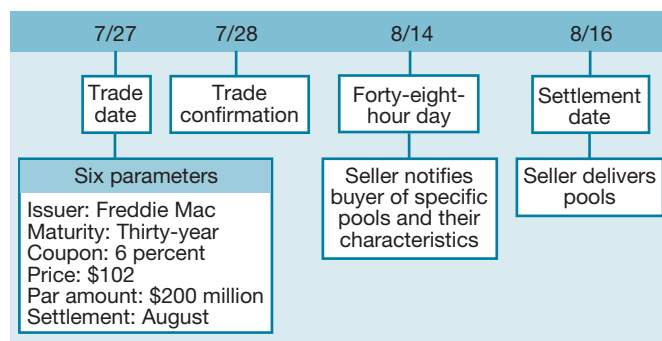 7/27 7/28 8/14 8/16
Trade
date
Trade
confirmation
Forty-eight-
hour day
Settlement
date
Six parameters
Issuer: Freddie Mac
Maturity: Thirty-year
Coupon: 6 percent
Price: $102
Par amount: $200 million
Settlement: August
Seller notifies
buyer of specific
pools and their
characteristics
Seller delivers
pools